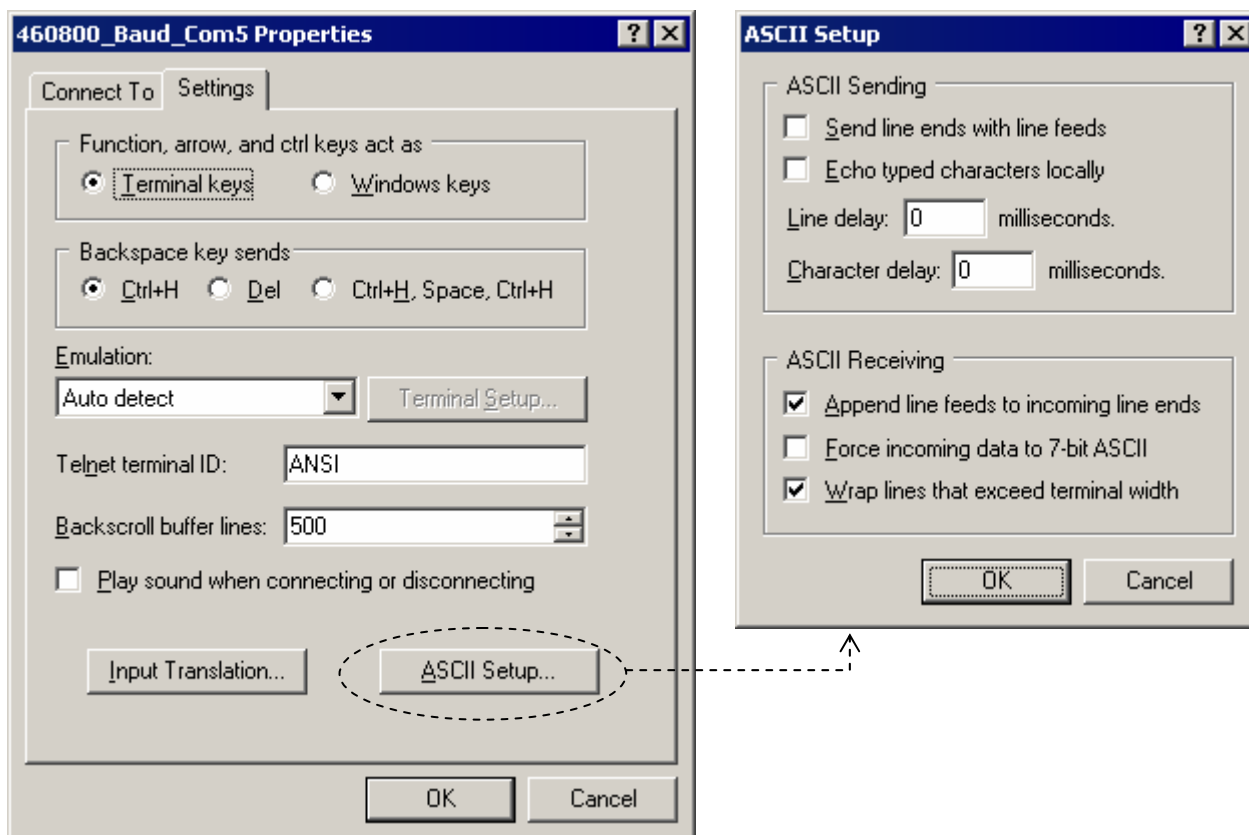 460800_Baud_Com5 Properties
Connect To
Settings
Function, arrow, and ctrl keys act as
Terminal keys
Windows keys
Backspace key sends
Ctrl+H
Del
Ctrl+H, Space, Ctrl+H
Emulation:
Auto detect
Terminal Setup...
Telnet terminal ID:
ANSI
Backscroll buffer lines:
500
Play sound when connecting or disconnecting
Input Translation...
ASCII Setup...
OK
Cancel
ASCII Setup
ASCII Sending
Send line ends with line feeds
Echo typed characters locally
Line delay: 0 milliseconds.
Character delay: 0 milliseconds.
ASCII Receiving
Append line feeds to incoming line ends
Force incoming data to 7-bit ASCII
Wrap lines that exceed terminal width
OK
Cancel